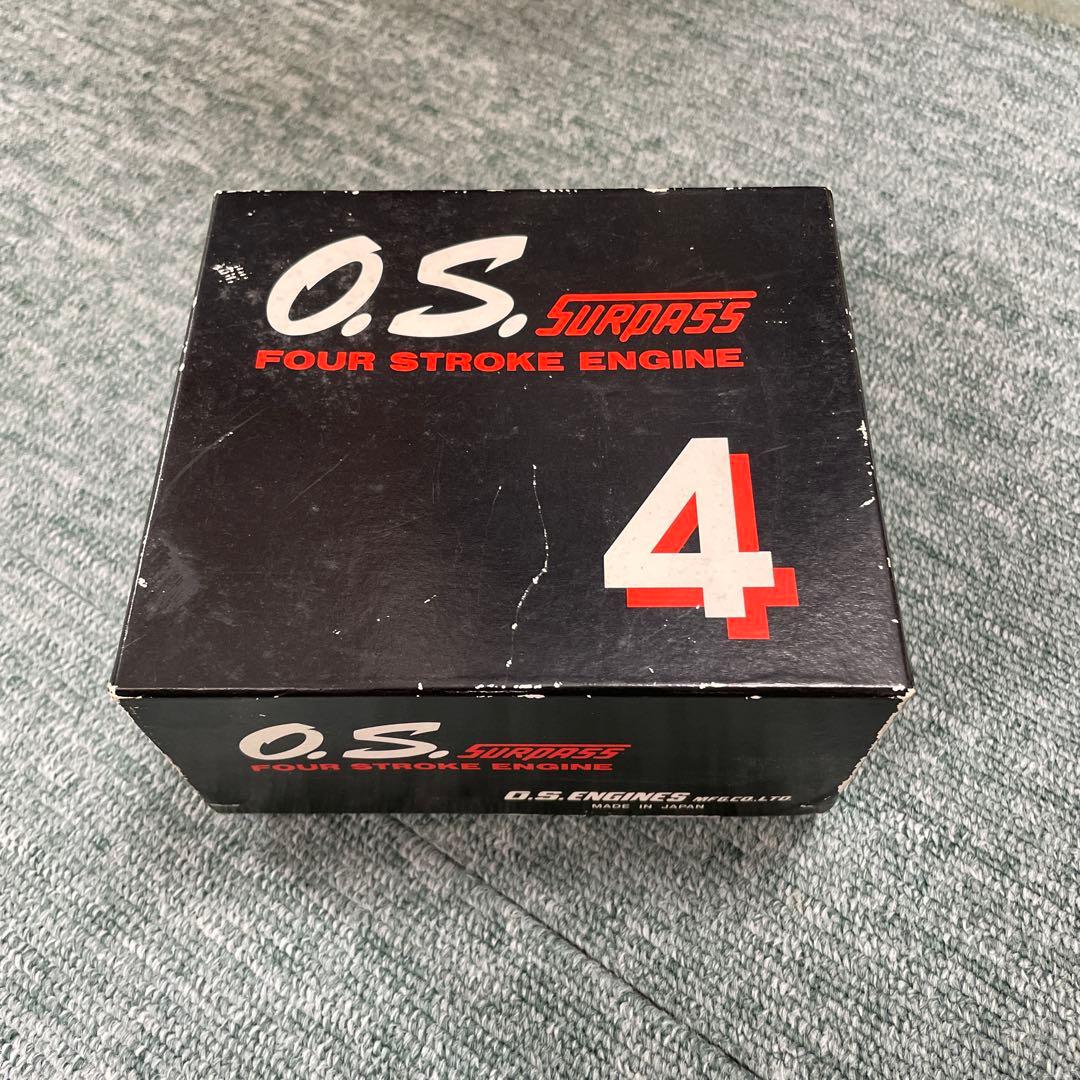 O.S. SURPASS
FOUR STROKE ENGINE
4
O.S. SURPASS
FOUR STROKE ENGINE
O.S. ENGINES MFG.CO.,LTD.
MADE IN JAPAN